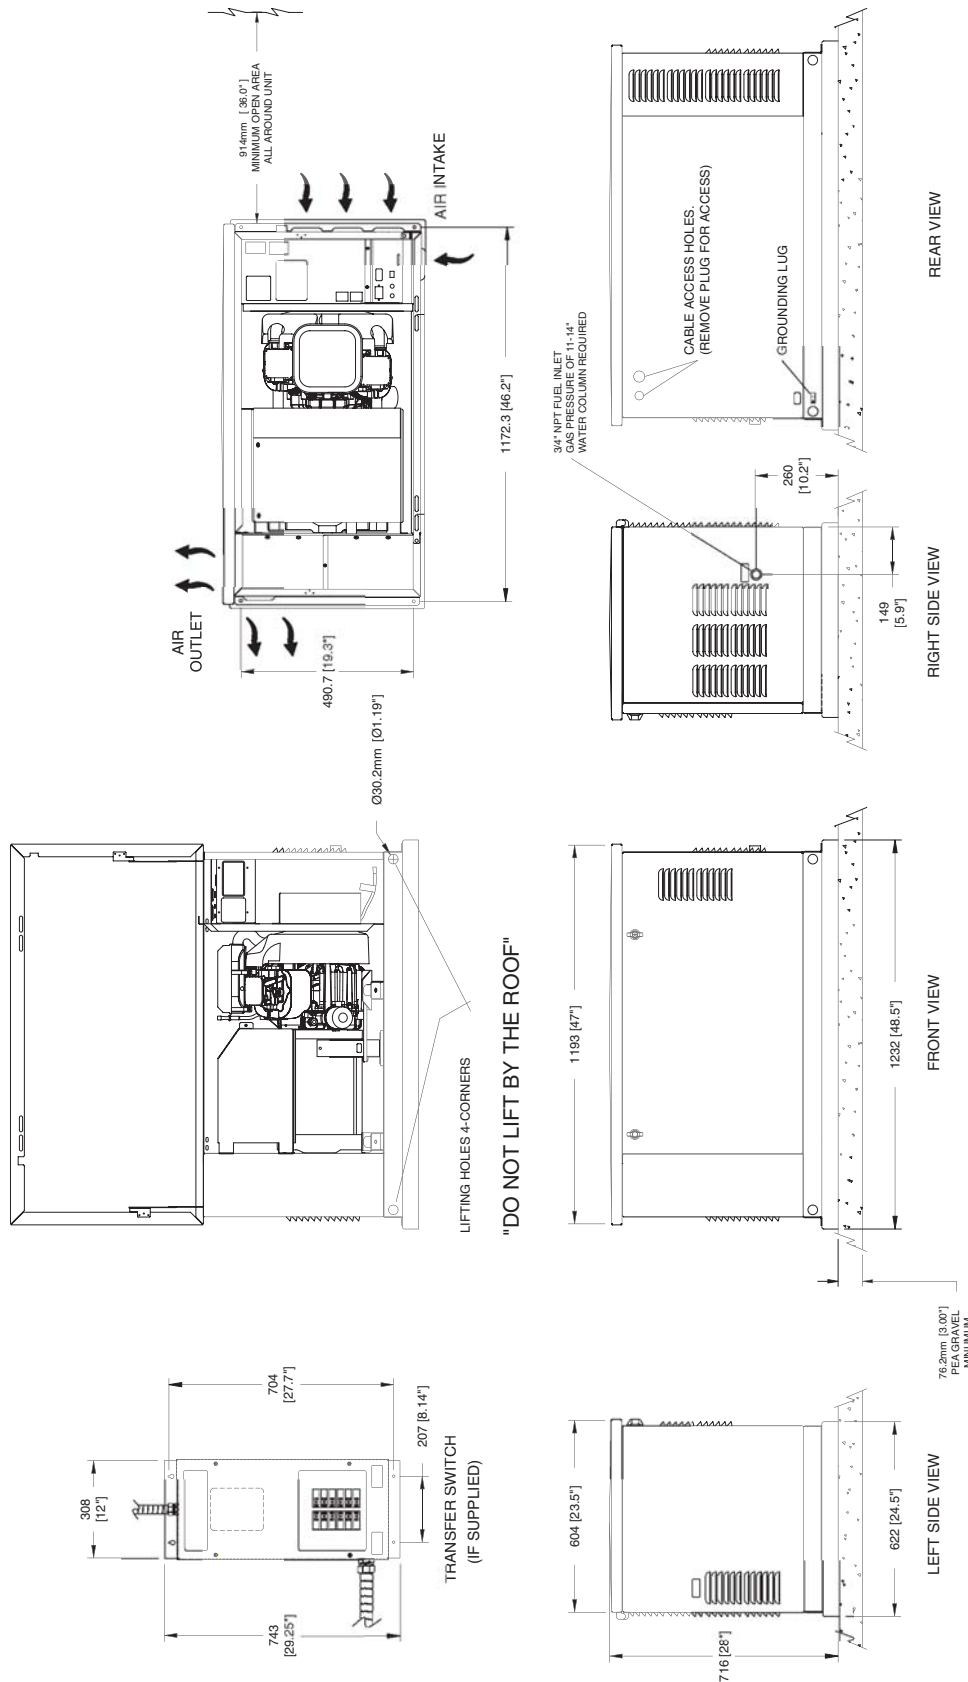 308
[12"]
743
[29.25"]
704
[27.7"]
207 [8.14"]
TRANSFER SWITCH
(IF SUPPLIED)
LIFTING HOLES 4-CORNERS
Ø30.2mm [Ø1.19"]
"DO NOT LIFT BY THE ROOF"
AIR
OUTLET
490.7 [19.3"]
1172.3 [46.2"]
AIR INTAKE
914mm [36.0"]
MINIMUM OPEN AREA
ALL AROUND UNIT
716 [28"]
604 [23.5"]
622 [24.5"]
LEFT SIDE VIEW
76.2mm [3.00"]
PEA GRAVEL
MINIMUM
1193 [47"]
1232 [48.5"]
FRONT VIEW
3/4" NPT FUEL INLET
GAS PRESSURE OF 11-14"
WATER COLUMN REQUIRED
149
[5.9"]
260
[10.2"]
RIGHT SIDE VIEW
CABLE ACCESS HOLES.
(REMOVE PLUG FOR ACCESS)
GROUNDING LUG
REAR VIEW